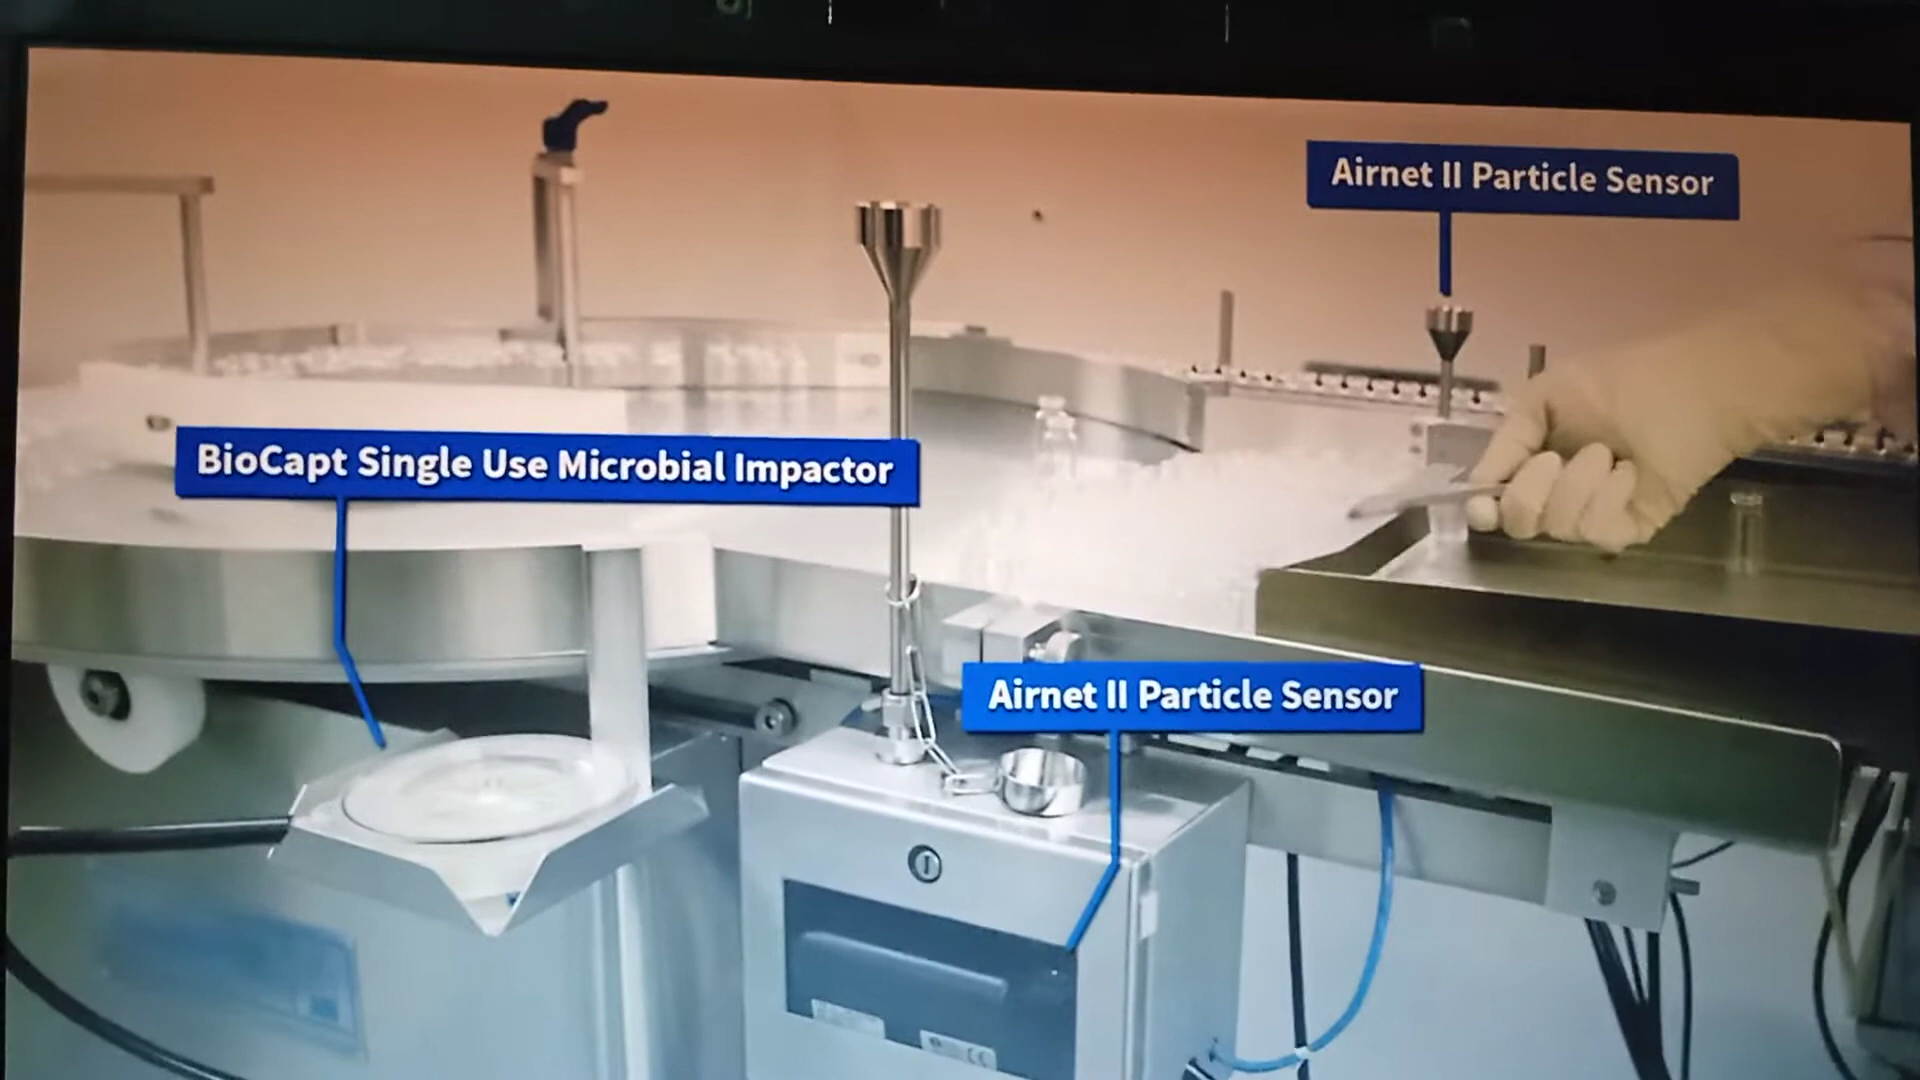 Airnet II Particle Sensor
BioCapt Single Use Microbial Impactor
Airnet II Particle Sensor